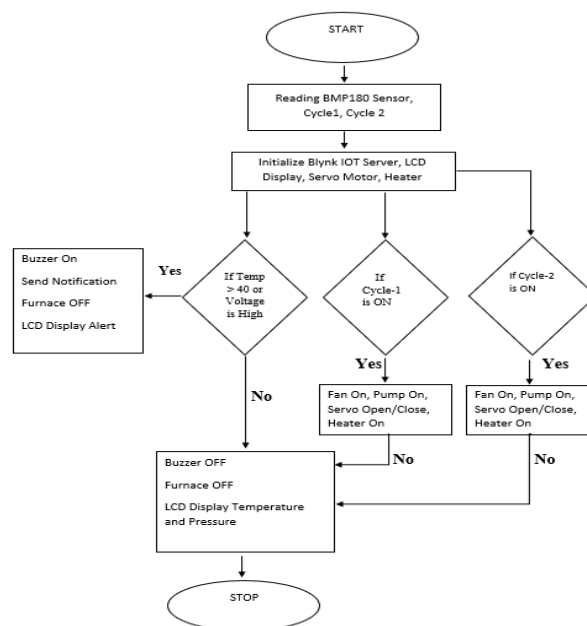 START
Reading BMP180 Sensor,
Cycle1, Cycle 2
Initialize Blynk IOT Server, LCD
Display, Servo Motor, Heater
Buzzer On
Send Notification
Furnace OFF
LCD Display Alert
Yes
If Temp
> 40 or
Voltage
is High
If
Cycle-1
is ON
If Cycle-2
is ON
No
Yes
Yes
Fan On, Pump On,
Servo Open/Close,
Heater On
Fan On, Pump On,
Servo Open/Close,
Heater On
No
No
Buzzer OFF
Furnace OFF
LCD Display Temperature
and Pressure
STOP